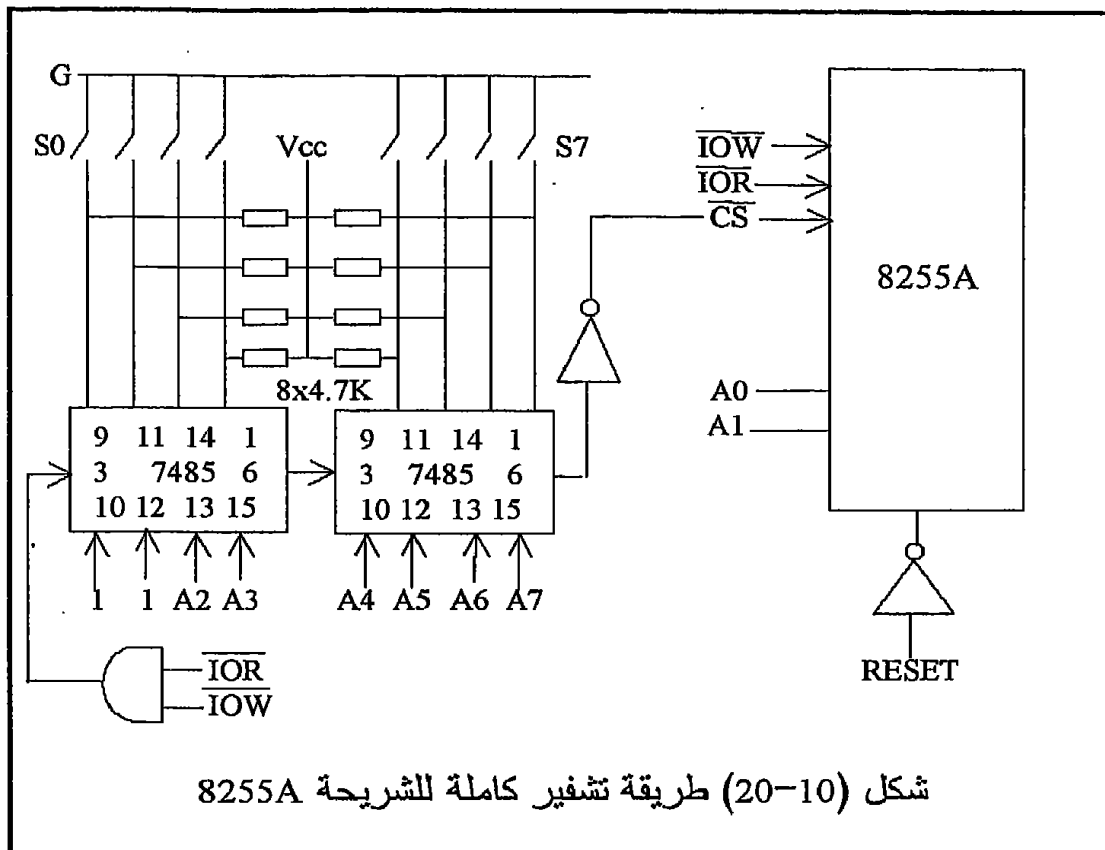 G
S0 Vcc S7
IOW
IOR
CS
8255A
8x4.7K
A0
A1
9 11 14 1
3 7485 6
10 12 13 15
9 11 14 1
3 7485 6
10 12 13 15
1 1 A2 A3
A4 A5 A6 A7
IOR
IOW
RESET
شكل (10-20) طريقة تشفير كاملة للشريحة 8255A